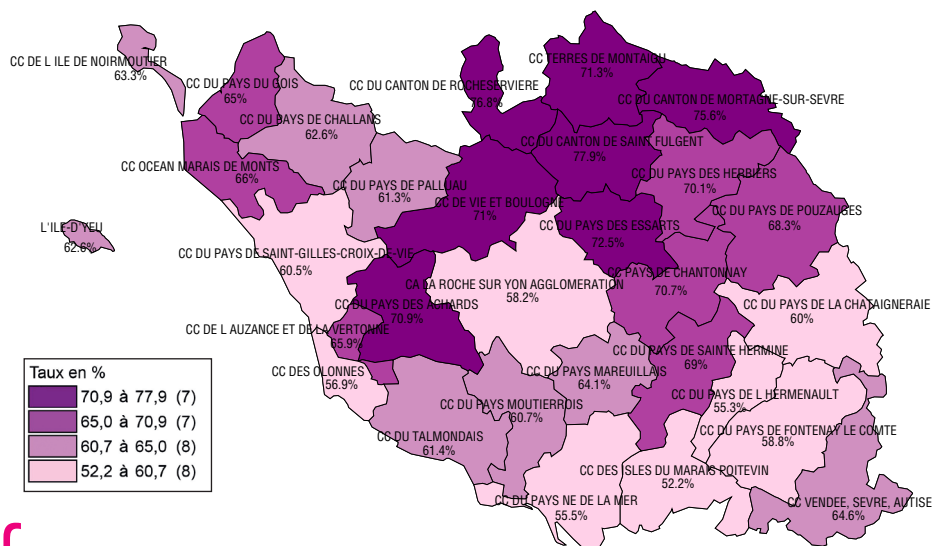 CC DE L ILE DE NOIRMOUTIER
63.3%
CC DU PAYS DU GOIS
65%
CC DU PAYS DE CHALLANS
62.6%
CC OCEAN MARAIS DE MONTS
66%
CC DU PAYS DE PALLUAU
61.3%
L'ILE-D'YEU
62.6%
CC DU CANTON DE ROCHESERVIERE
76.8%
CC TERRES DE MONTAIGU
71.3%
CC DU CANTON DE MORTAGNE-SUR-SEVRE
75.6%
CC DU CANTON DE SAINT FULGENT
77.9%
CC DU PAYS DES HERBIERS
70.1%
CC DE VIE ET BOULOGNE
71%
CC DU PAYS DES ESSARTS
72.5%
CC DU PAYS DE POUZAUGES
68.3%
CC DU PAYS DE SAINT-GILLES-CROIX-DE-VIE
60.5%
CA LA ROCHE SUR YON AGGLOMERATION
58.2%
CC PAYS DE CHANTONNAY
70.7%
CC DU PAYS DES ACHARDS
70.9%
CC DU PAYS DE LA CHATAIGNERAIE
60%
CC DE L AUZANCE ET DE LA VERTONNE
65.9%
CC DU PAYS DE SAINTE HERMINE
69%
CC DES OLONNES
56.9%
CC DU PAYS MAREUILLAIS
64.1%
CC DU PAYS DE L HERMENAULT
55.3%
CC DU PAYS MOUTIERROIS
60.7%
CC DU PAYS DE FONTENAY LE COMTE
58.8%
CC DU TALMONDAIS
61.4%
CC DES ISLES DU MARAIS POITEVIN
52.2%
CC DU PAYS NE DE LA MER
55.5%
CC VENDEE, SEVRE, AUTISE
64.6%
Taux en %
70,9 à 77,9 (7)
65,0 à 70,9 (7)
60,7 à 65,0 (8)
52,2 à 60,7 (8)